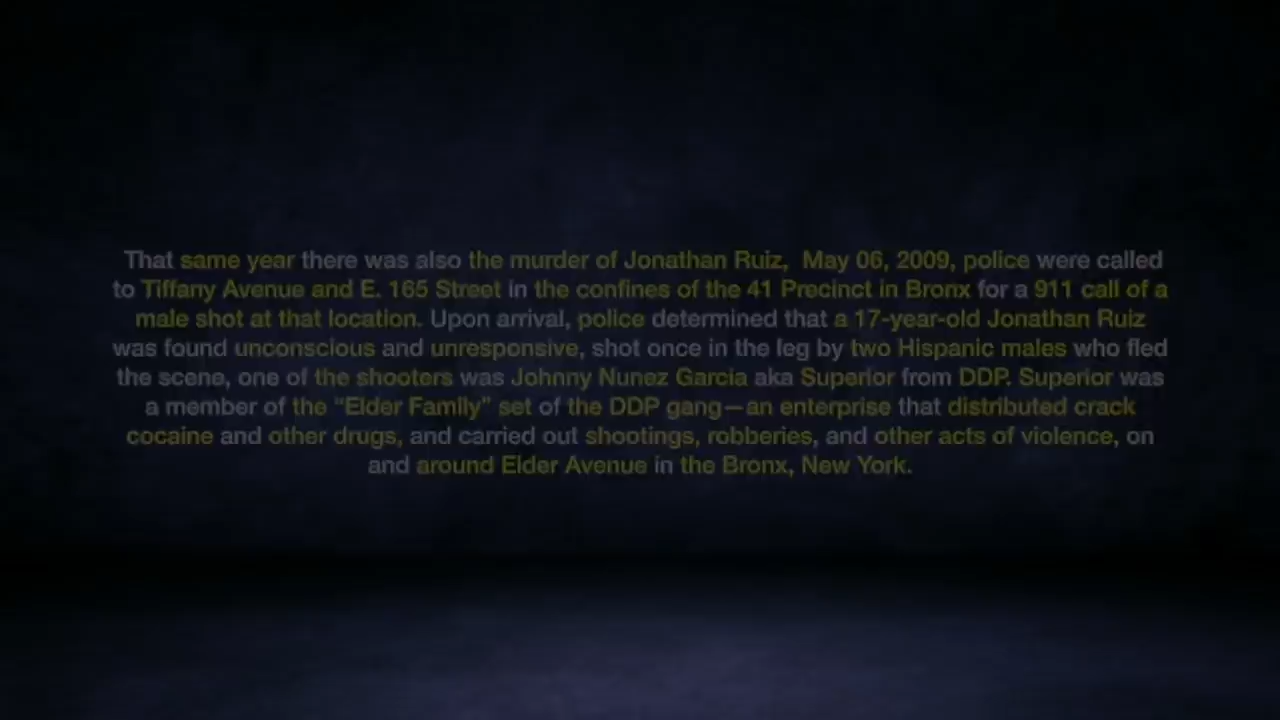 That same year there was also the murder of Jonathan Ruiz,  May 06, 2009, police were called
to Tiffany Avenue and E. 165 Street in the confines of the 41 Precinct in Bronx for a 911 call of a
male shot at that location. Upon arrival, police determined that a 17-year-old Jonathan Ruiz
was found unconscious and unresponsive, shot once in the leg by two Hispanic males who fled
the scene, one of the shooters was Johnny Nunez Garcia aka Superior from DDP. Superior was
a member of the “Elder Family” set of the DDP gang—an enterprise that distributed crack
cocaine and other drugs, and carried out shootings, robberies, and other acts of violence, on
and around Elder Avenue in the Bronx, New York.